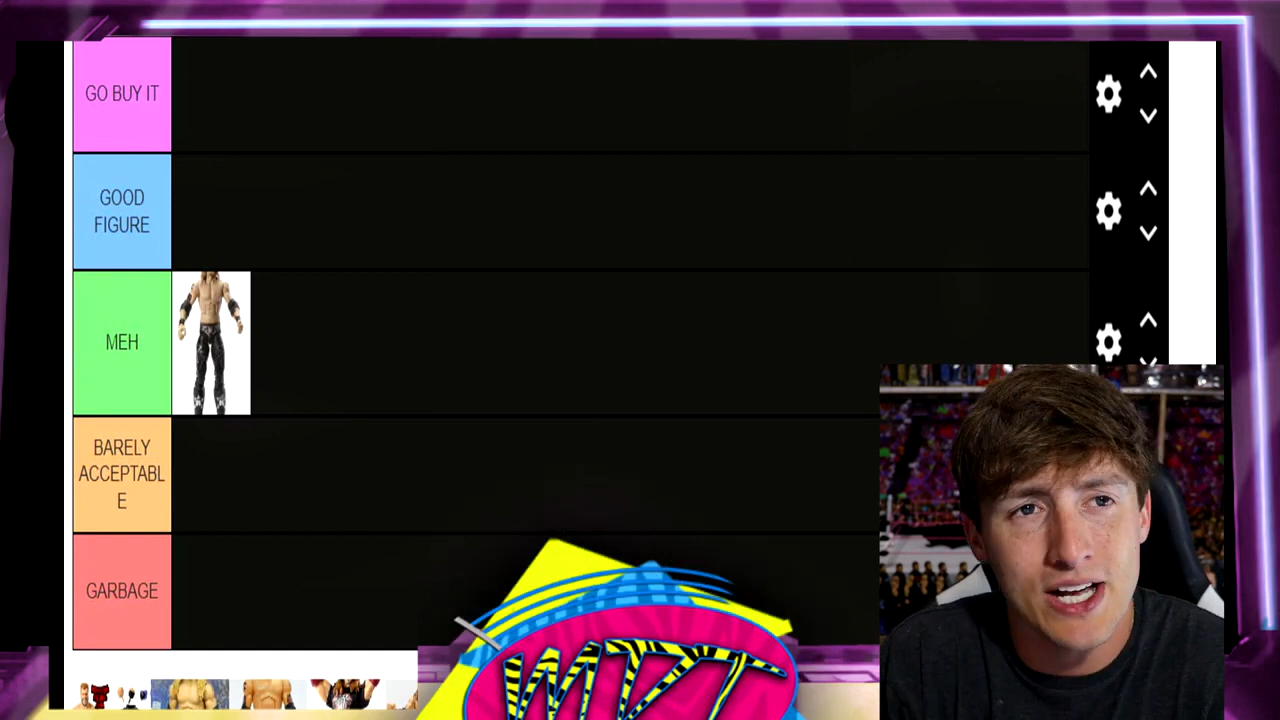 GO BUY IT
GOOD
FIGURE
MEH
BARELY
ACCEPTABL
E
GARBAGE